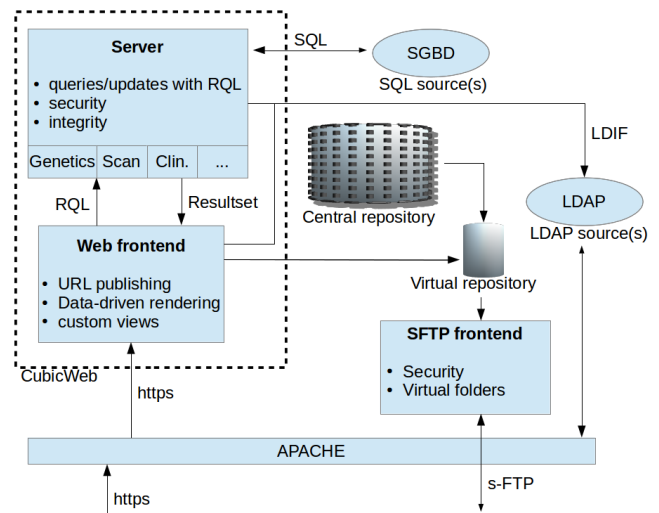 Server
• queries/updates with RQL
• security
• integrity
Genetics Scan Clin. ...
SQL
SGBD
SQL source(s)
LDIF
Central repository
LDAP
LDAP source(s)
RQL
Resultset
Web frontend
• URL publishing
• Data-driven rendering
• custom views
Virtual repository
SFTP frontend
• Security
• Virtual folders
CubicWeb
https
APACHE
https
s-FTP